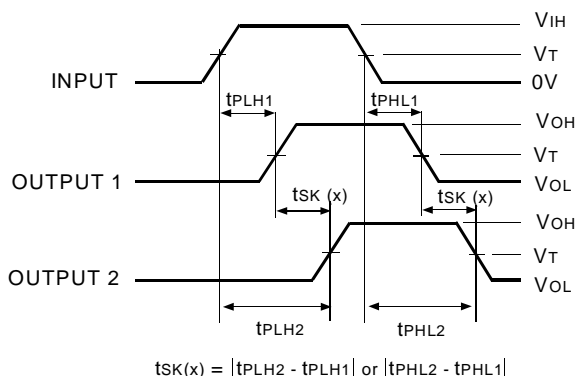 VIH
VT
INPUT
0V
tPLH1
tPHL1
VOH
VT
OUTPUT 1
VOL
tSK (x)
tSK (x)
VOH
VT
OUTPUT 2
VOL
tPLH2
tPHL2
tSK(x) = |tPLH2 - tPLH1| or |tPHL2 - tPHL1|